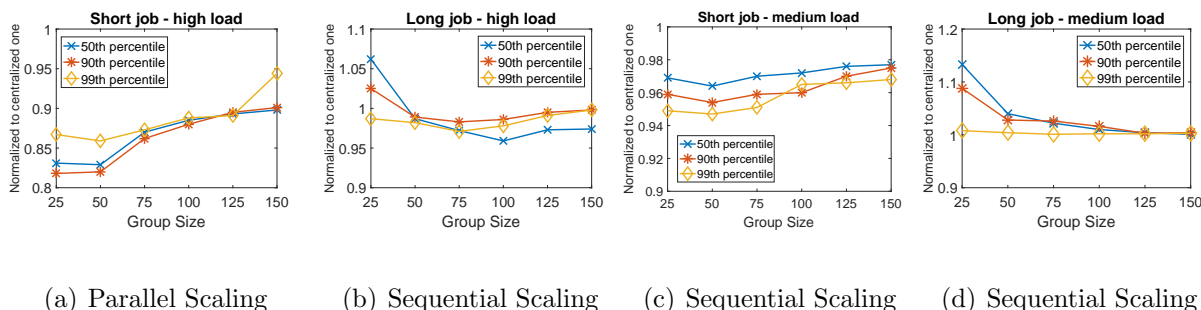 Short job - high load
Normalized to centralized one
1
0.95
0.9
0.85
0.8
50th percentile
90th percentile
99th percentile
25 50 75 100 125 150
Group Size
(a) Parallel Scaling
Long job - high load
Normalized to centralized one
1.1
1.05
1
0.95
0.9
50th percentile
90th percentile
99th percentile
25 50 75 100 125 150
Group Size
(b) Sequential Scaling
Short job - medium load
Normalized to centralized one
1
0.98
0.96
0.94
0.92
0.9
50th percentile
90th percentile
99th percentile
25 50 75 100 125 150
Group Size
(c) Sequential Scaling
Long job - medium load
Normalized to centralized one
1.2
1.1
1
0.9
50th percentile
90th percentile
99th percentile
25 50 75 100 125 150
Group Size
(d) Sequential Scaling